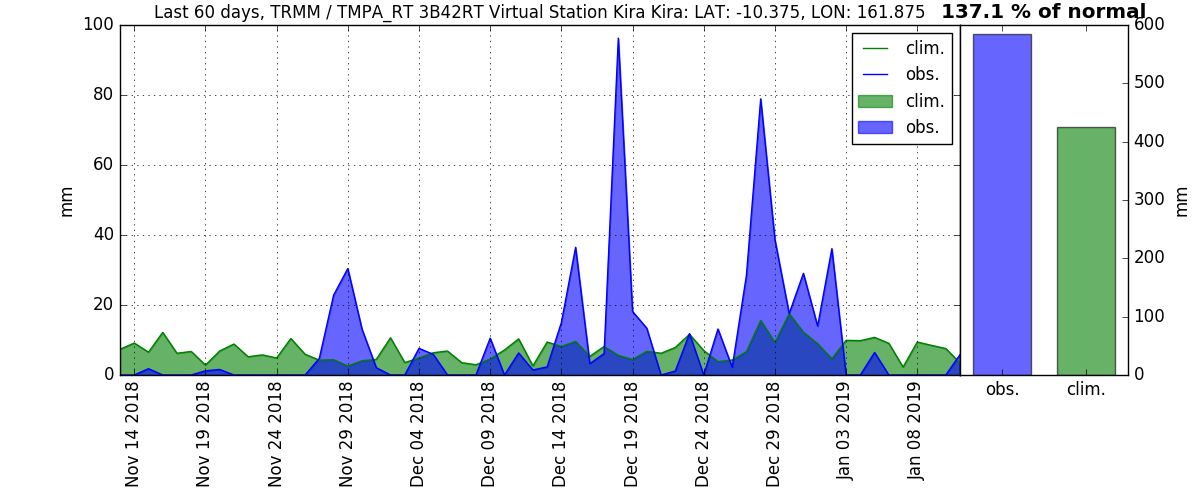 Last 60 days, TRMM / TMPA_RT 3B42RT Virtual Station Kira Kira: LAT: -10.375, LON: 161.875 137.1 % of normal
100
80
60
40
20
0
mm
clim.
obs.
clim.
obs.
600
500
400
300
200
100
0
mm
obs.
clim.
Nov 14 2018
Nov 19 2018
Nov 24 2018
Nov 29 2018
Dec 04 2018
Dec 09 2018
Dec 14 2018
Dec 19 2018
Dec 24 2018
Dec 29 2018
Jan 03 2019
Jan 08 2019